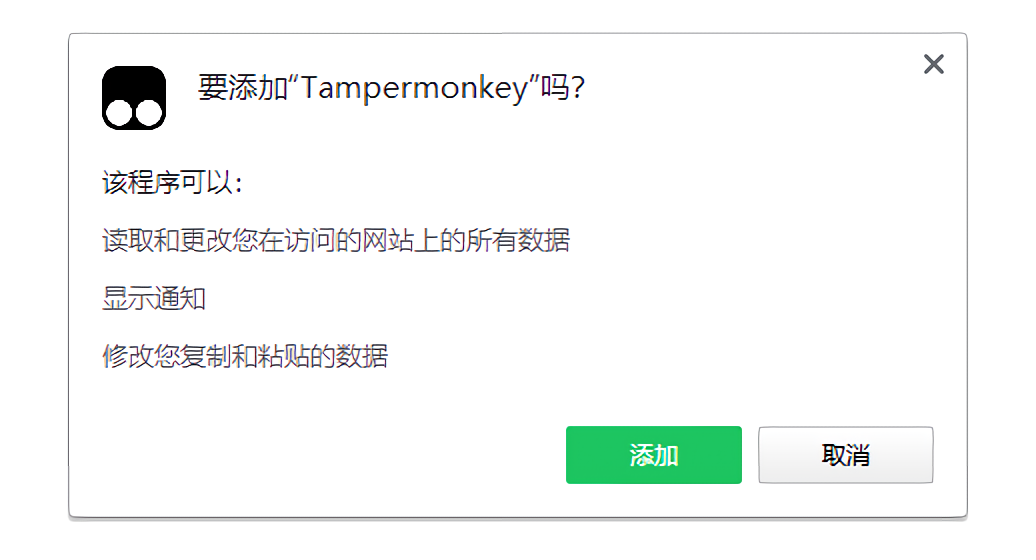 要添加“Tampermonkey”吗?
该程序可以:
读取和更改您在访问的网站上的所有数据
显示通知
修改您复制和粘贴的数据
添加
取消